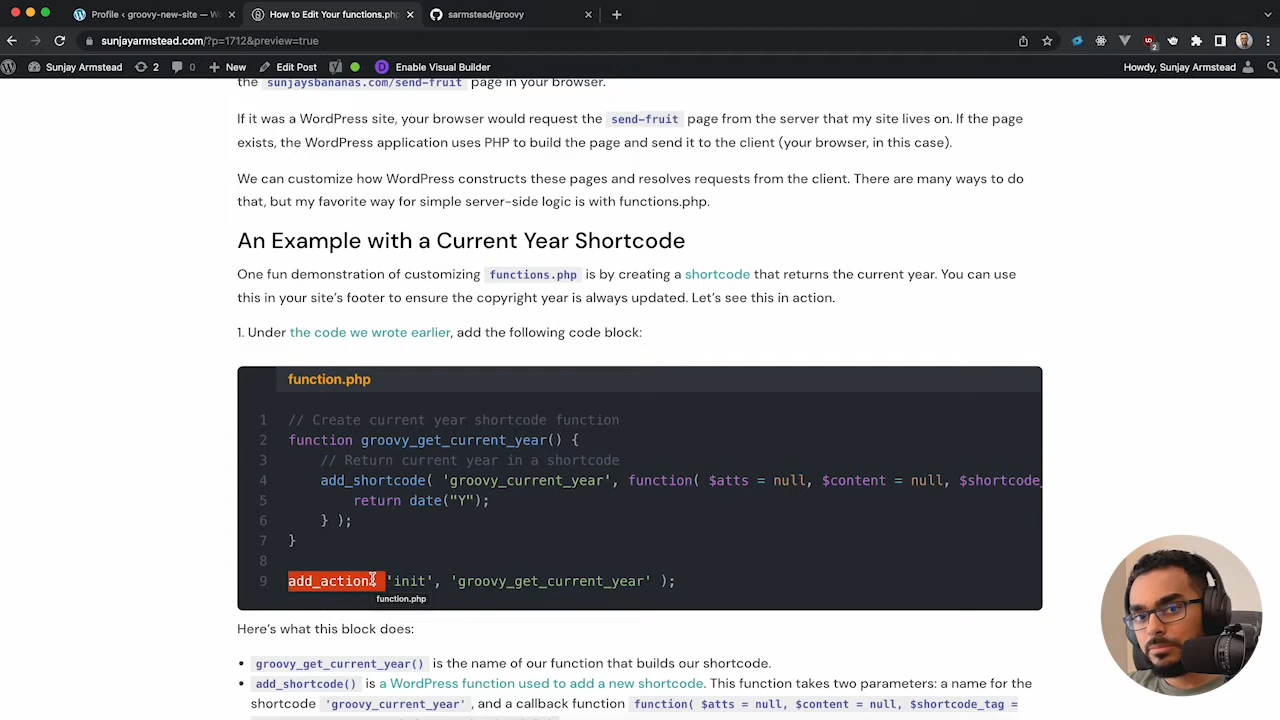 Profile ‹ groovy-new-site — W
How to Edit Your functions.php
sarmstead/groovy
sunjayarmstead.com/?p=1712&preview=true
Sunjay Armstead
2
0
New
Edit Post
Enable Visual Builder
Howdy, Sunjay Armstead
the sunjaysbananas.com/send-fruit page in your browser.
If it was a WordPress site, your browser would request the send-fruit page from the server that my site lives on. If the page
exists, the WordPress application uses PHP to build the page and send it to the client (your browser, in this case).
We can customize how WordPress constructs these pages and resolves requests from the client. There are many ways to do
that, but my favorite way for simple server-side logic is with functions.php.
An Example with a Current Year Shortcode
One fun demonstration of customizing functions.php is by creating a shortcode that returns the current year. You can use
this in your site's footer to ensure the copyright year is always updated. Let's see this in action.
1. Under the code we wrote earlier, add the following code block:
function.php
1 // Create current year shortcode function
2 function groovy_get_current_year() {
3 // Return current year in a shortcode
4 add_shortcode( 'groovy_current_year', function( $atts = null, $content = null, $shortcode_
5 return date("Y");
6 } );
7 }
8
9 add_action( 'init', 'groovy_get_current_year' );
function.php
Here's what this block does:
• groovy_get_current_year() is the name of our function that builds our shortcode.
• add_shortcode() is a WordPress function used to add a new shortcode. This function takes two parameters: a name for the
shortcode 'groovy_current_year', and a callback function function( $atts = null, $content = null, $shortcode_tag =